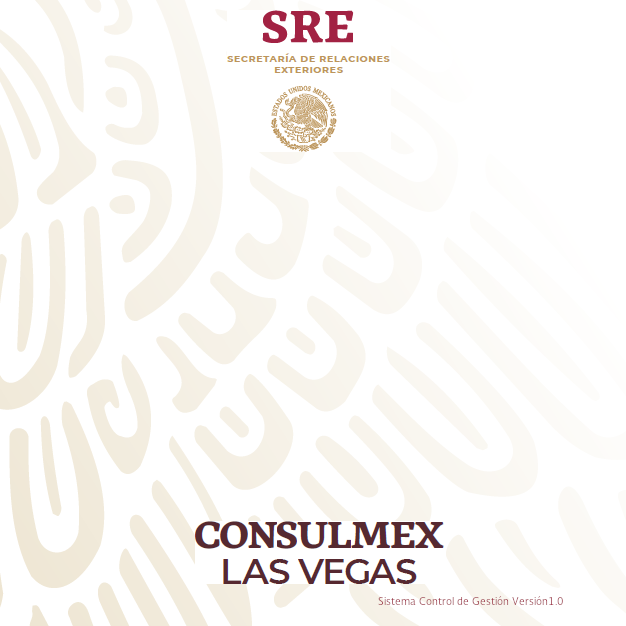 SRE
SECRETARÍA DE RELACIONES
EXTERIORES
ESTADOS UNIDOS MEXICANOS
CONSULMEX
LAS VEGAS
Sistema Control de Gestión Versión1.0